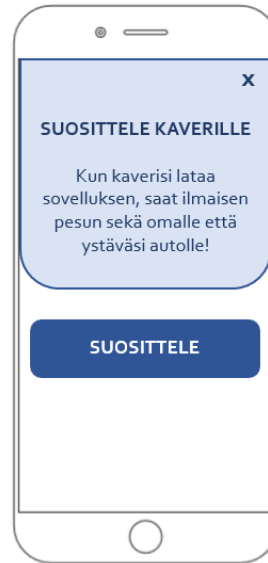 x
SUOSITTELE KAVERILLE
Kun kaverisi lataa
sovelluksen, saat ilmaisen
pesun sekä omalle että
ystäväsi autolle!
SUOSITTELE